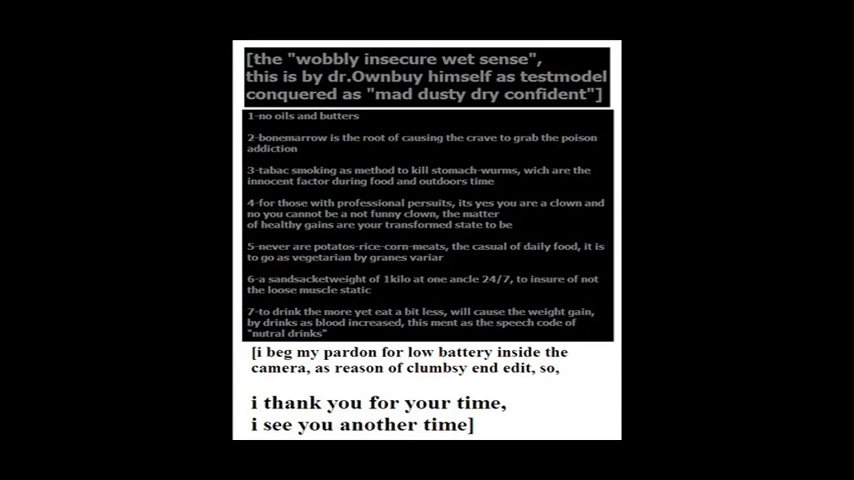 [the "wobbly insecure wet sense",
this is by dr.Ownbuy himself as testmodel
conquered as "mad dusty dry confident"]
1-no oils and butters
2-bonemarrow is the root of causing the crave to grab the poison
addiction
3-tabac smoking as method to kill stomach-wurms, wich are the
innocent factor during food and outdoors time
4-for those with professional persuits, its yes you are a clown and
no you cannot be a not funny clown, the matter
of healthy gains are your transformed state to be
5-never are potatos-rice-corn-meats, the casual of daily food, it is
to go as vegetarian by granes variar
6-a sandsacketweight of 1kilo at one ancle 24/7, to insure of not
the loose muscle static
7-to drink the more yet eat a bit less, will cause the weight gain,
by drinks as blood increased, this ment as the speech code of
"nutral drinks"
[i beg my pardon for low battery inside the
camera, as reason of clumbsy end edit, so,
i thank you for your time,
i see you another time]